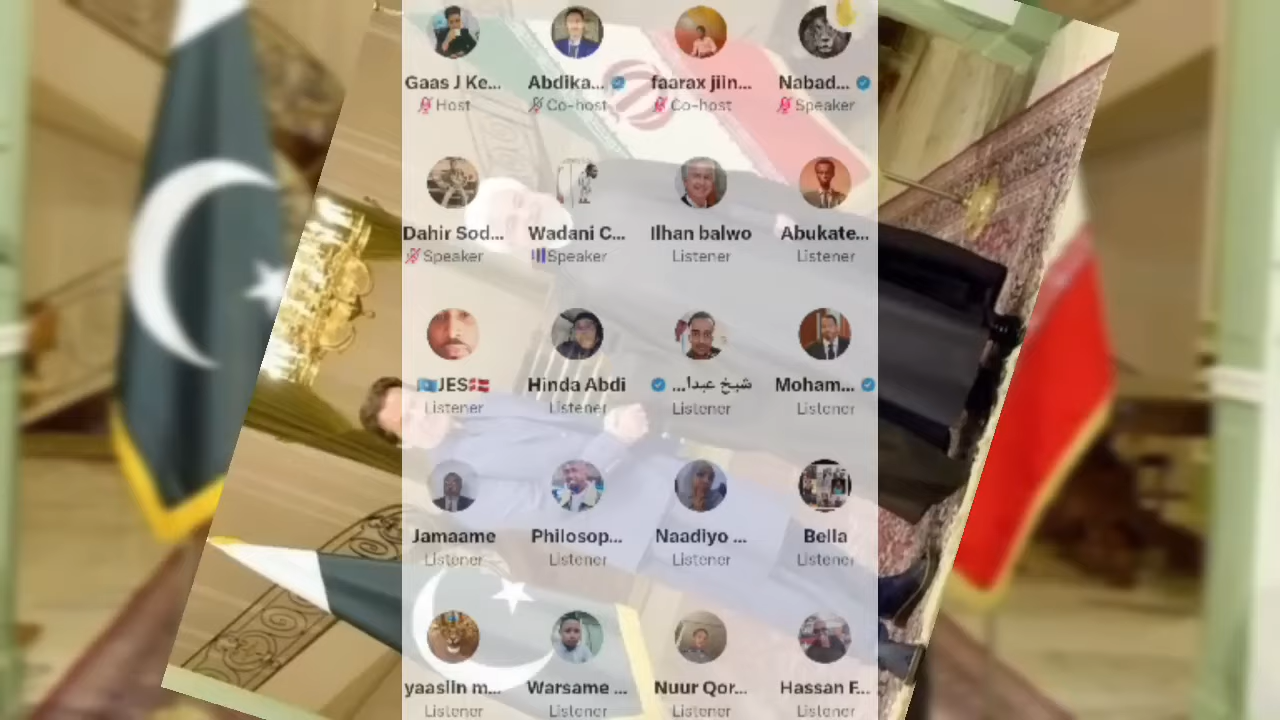 Gaas J Ke... Abdika... faarax jiin... Nabad...
Host Co-host Co-host Speaker
Dahir Sod... Wadani C... Ilhan balwo Abukate...
Speaker Speaker Listener Listener
🇸🇴JES🇩🇰 Hinda Abdi شيخ عبدا... Moham...
Listener Listener Listener Listener
Jamaame Philosop... Naadiyo ... Bella
Listener Listener Listener Listener
yaasiin m... Warsame ... Nuur Qor... Hassan F...
Listener Listener Listener Listener